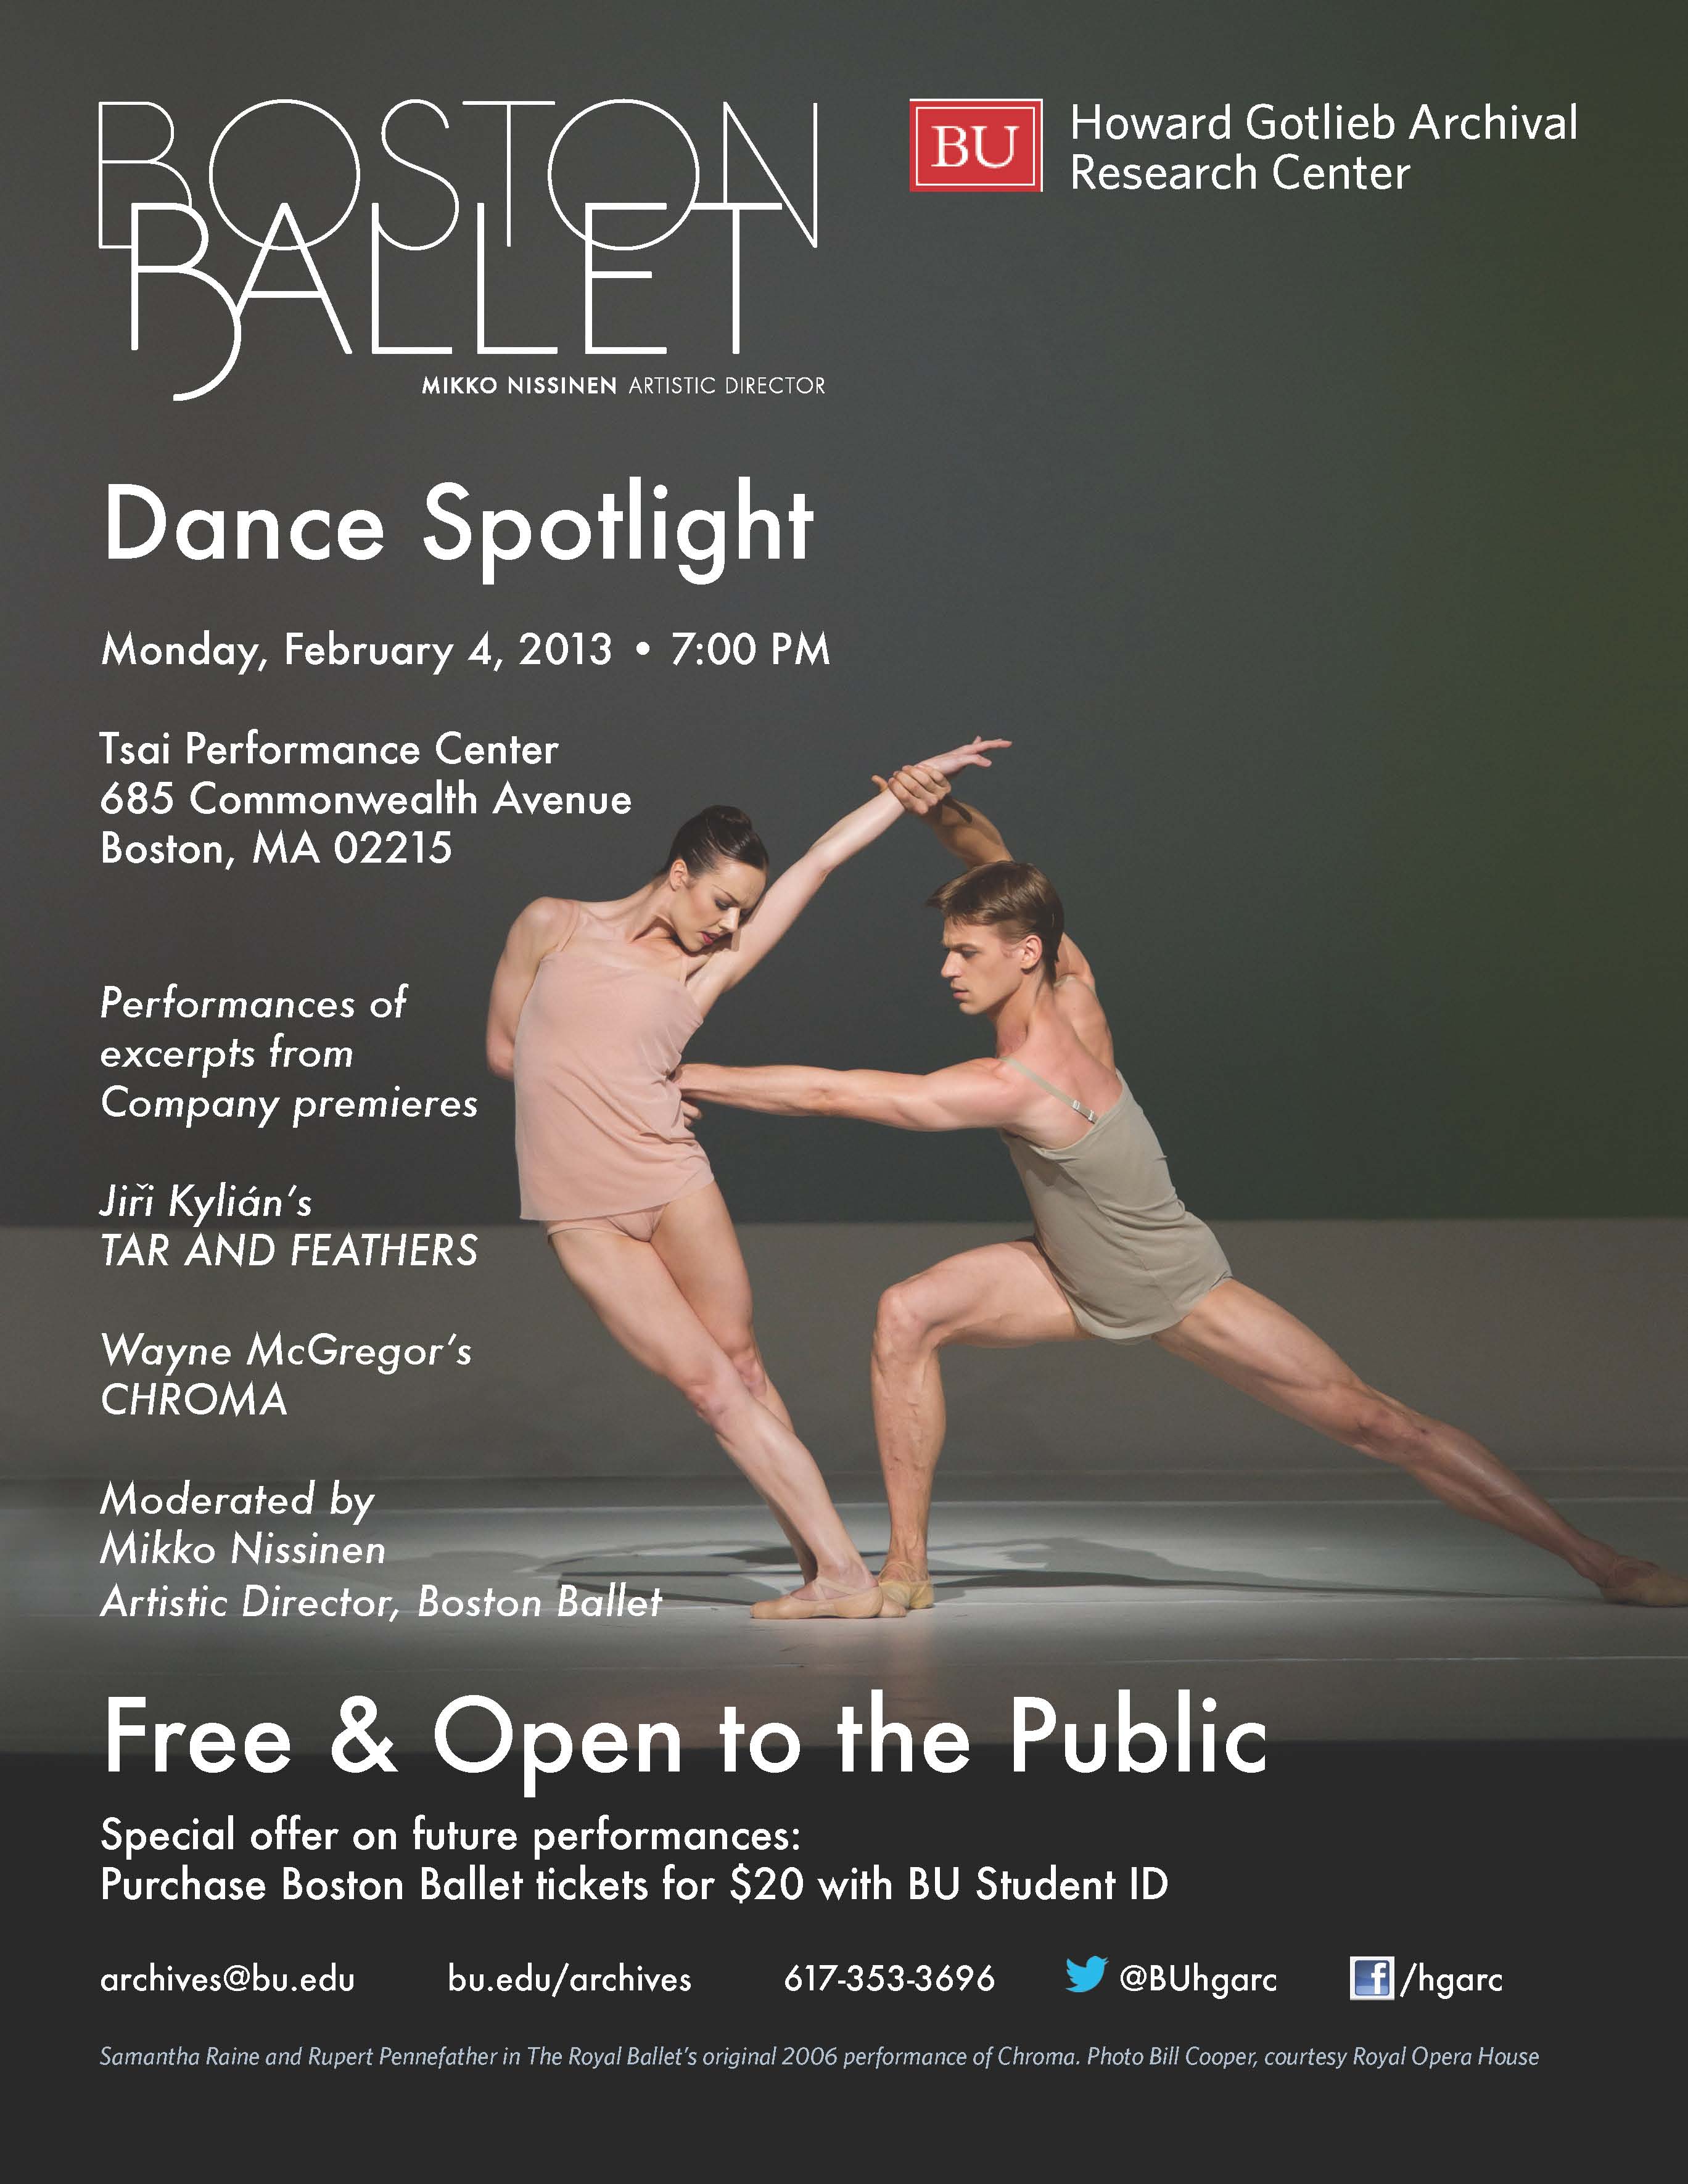 BOSTON
BALLET
MIKKO NISSINEN ARTISTIC DIRECTOR
BU
Howard Gotlieb Archival
Research Center
Dance Spotlight
Monday, February 4, 2013 • 7:00 PM
Tsai Performance Center
685 Commonwealth Avenue
Boston, MA 02215
Performances of
excerpts from
Company premieres
Jiři Kylián's
TAR AND FEATHERS
Wayne McGregor's
CHROMA
Moderated by
Mikko Nissinen
Artistic Director, Boston Ballet
Free & Open to the Public
Special offer on future performances:
Purchase Boston Ballet tickets for $20 with BU Student ID
archives@bu.edu bu.edu/archives 617-353-3696 @BUhgarc f /hgarc
Samantha Raine and Rupert Pennefather in The Royal Ballet's original 2006 performance of Chroma. Photo Bill Cooper, courtesy Royal Opera House